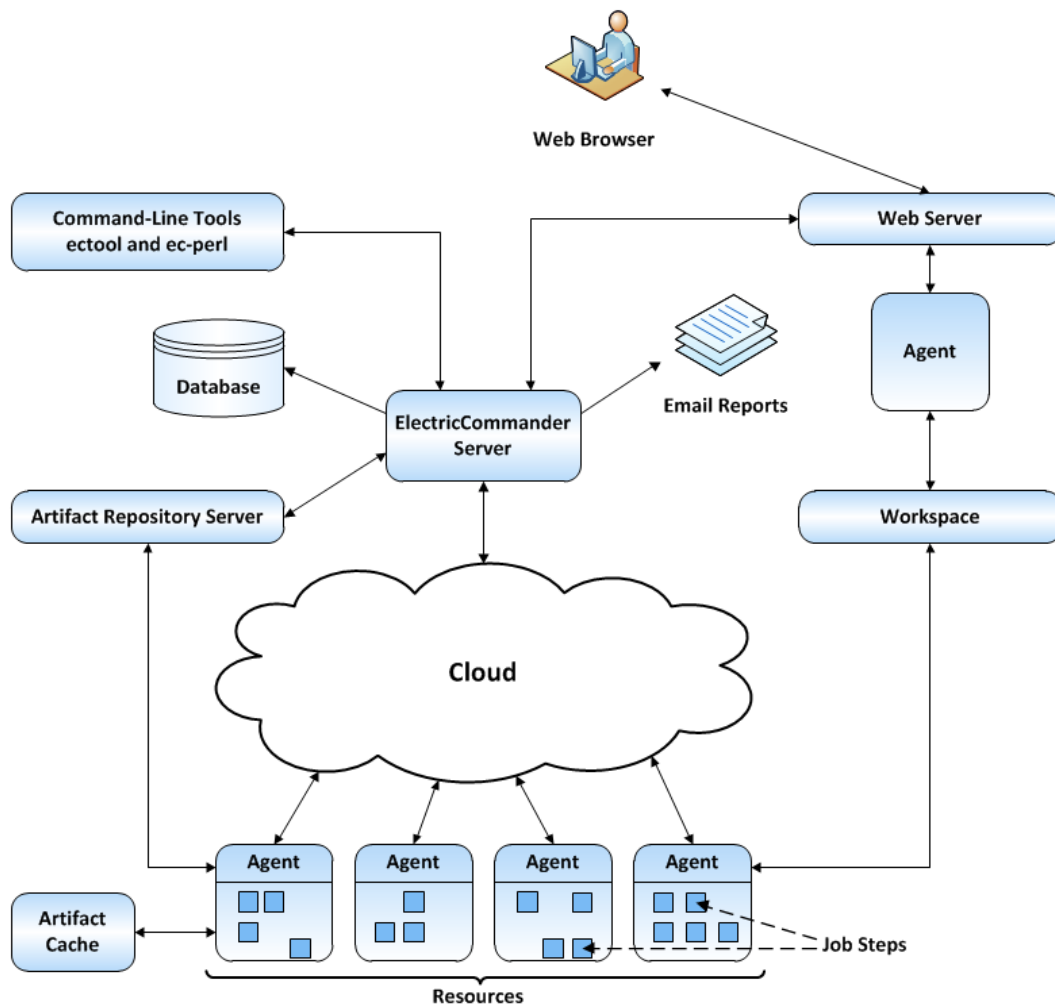 Web Browser
Command-Line Tools
ectool and ec-perl
Web Server
Database
Agent
Email Reports
ElectricCommander
Server
Artifact Repository Server
Workspace
Cloud
Agent
Agent
Agent
Agent
Artifact
Cache
Job Steps
Resources